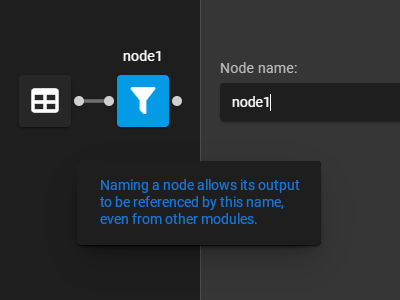 node1
Node name:
node1
Naming a node allows its output
to be referenced by this name,
even from other modules.